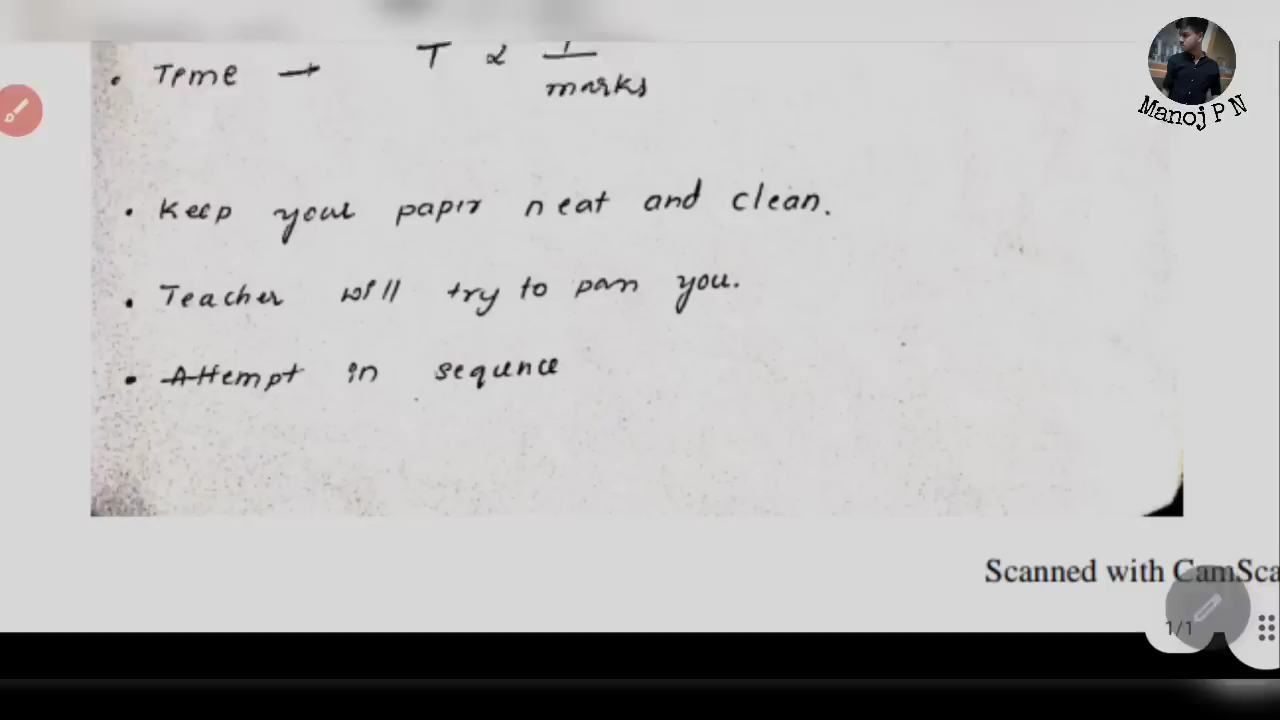 • Time → T ∝ 1/marks
• Keep your paper neat and clean.
• Teacher will try to pass you.
• Attempt in sequnce
Scanned with CamSca
1/1
Manoj P N